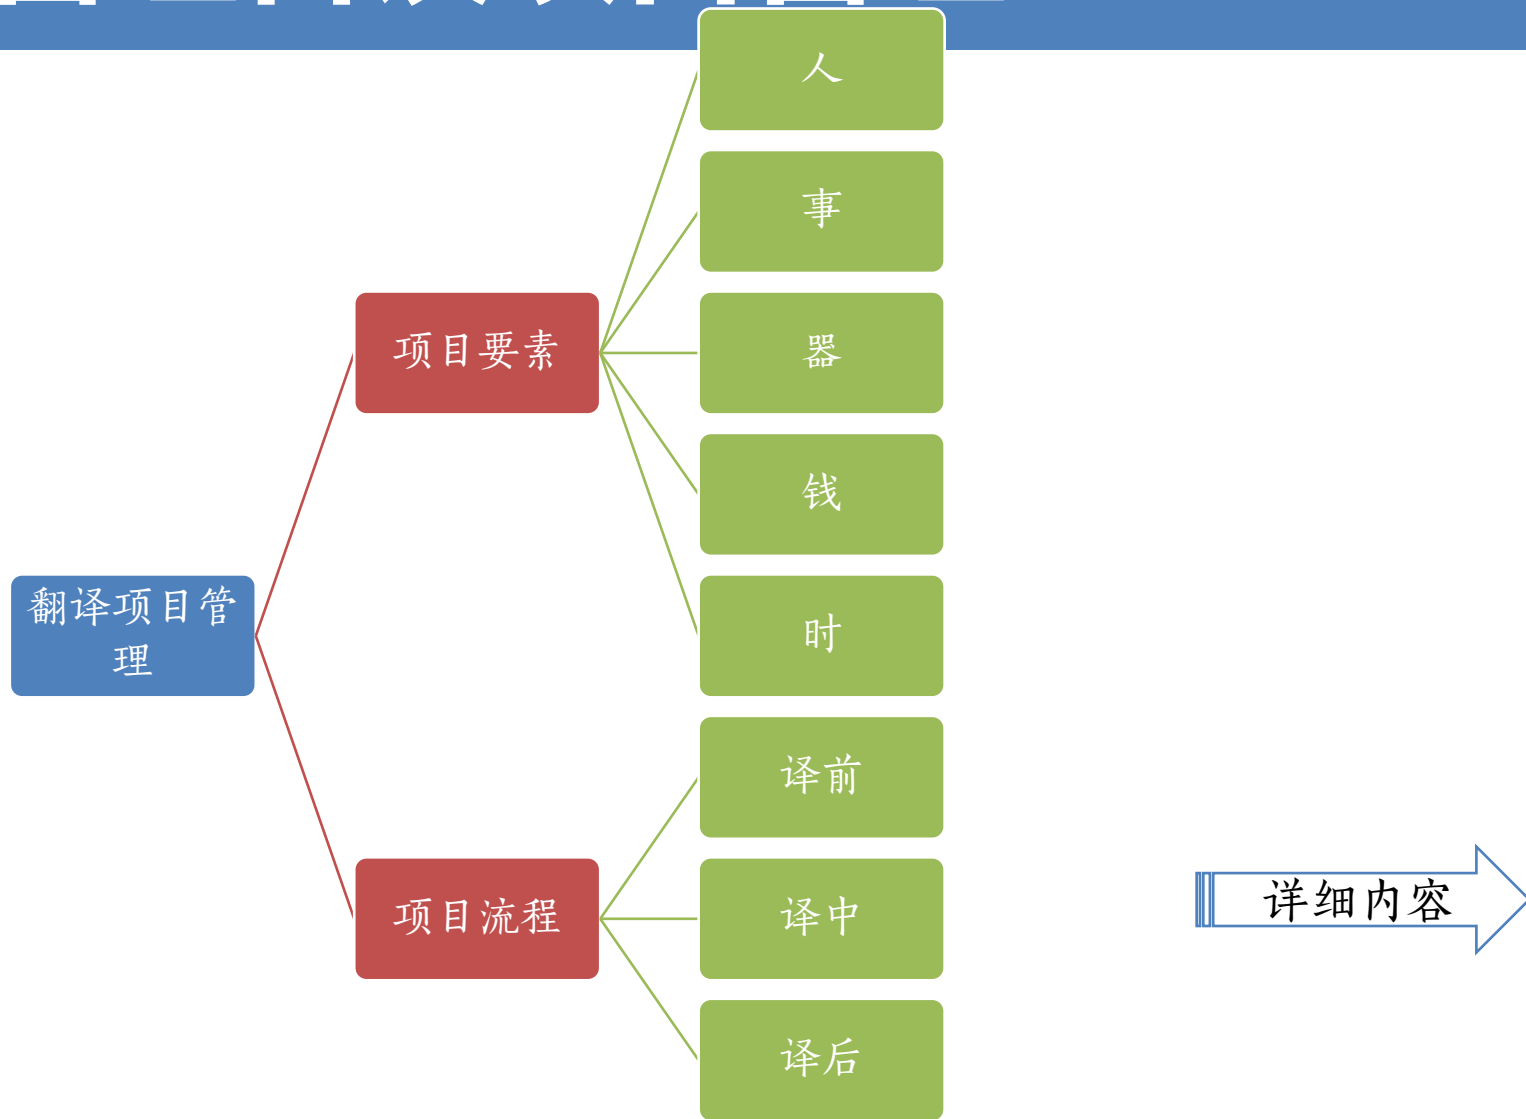 人
事
器
钱
时
项目要素
翻译项目管
理
译前
译中
译后
项目流程
详细内容